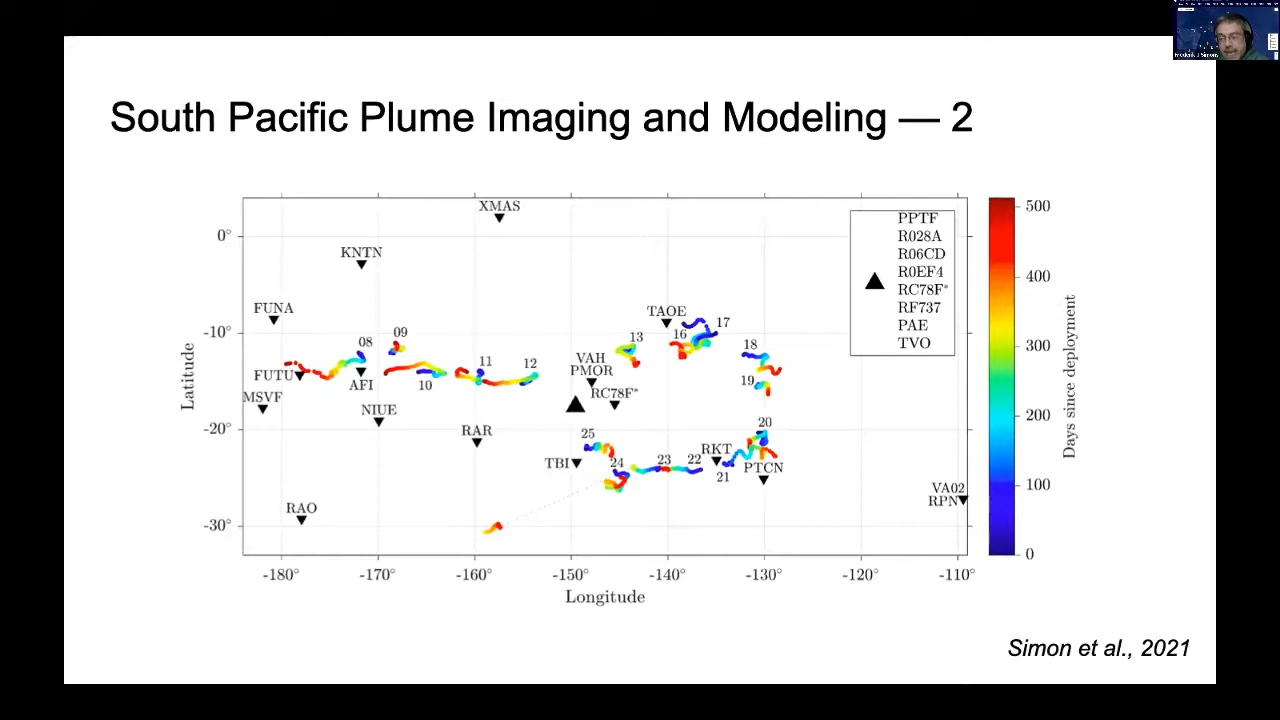 Frederik J Simons
South Pacific Plume Imaging and Modeling — 2
XMAS
KNTN
FUNA
TAOE
17
08
09
16
13
18
11
12
VAH
PMOR
FUTU
AFI
10
19
RC78F*
MSVF
NIUE
RAR
25
20
RKT
TBI
24
23
22
21
PTCN
VA02
RPN
RAO
PPTF
R028A
R06CD
R0EF4
RC78F*
RF737
PAE
TVO
0°
-10°
-20°
-30°
Latitude
-180°
-170°
-160°
-150°
-140°
-130°
-120°
-110°
Longitude
500
400
300
200
100
0
Days since deployment
Simon et al., 2021